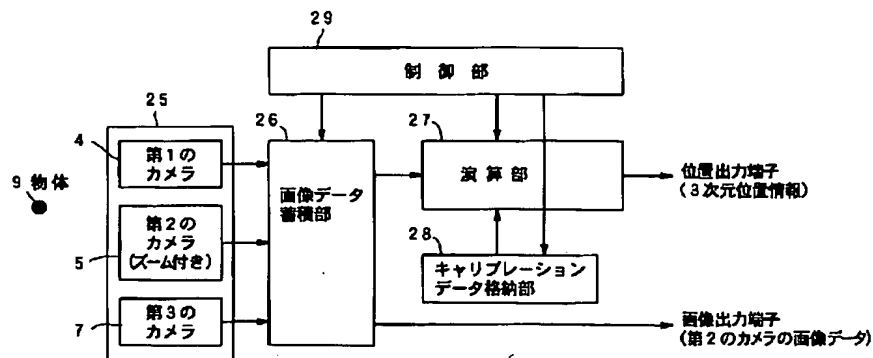 29
制御部
25
26
27
4
第1の
カメラ
9 物体
第2の
カメラ
(ズーム付き)
5
第3の
カメラ
7
画像データ
蓄積部
演算部
位置出力端子
(3次元位置情報)
28
キャリブレーション
データ格納部
画像出力端子
(第2のカメラの画像データ)